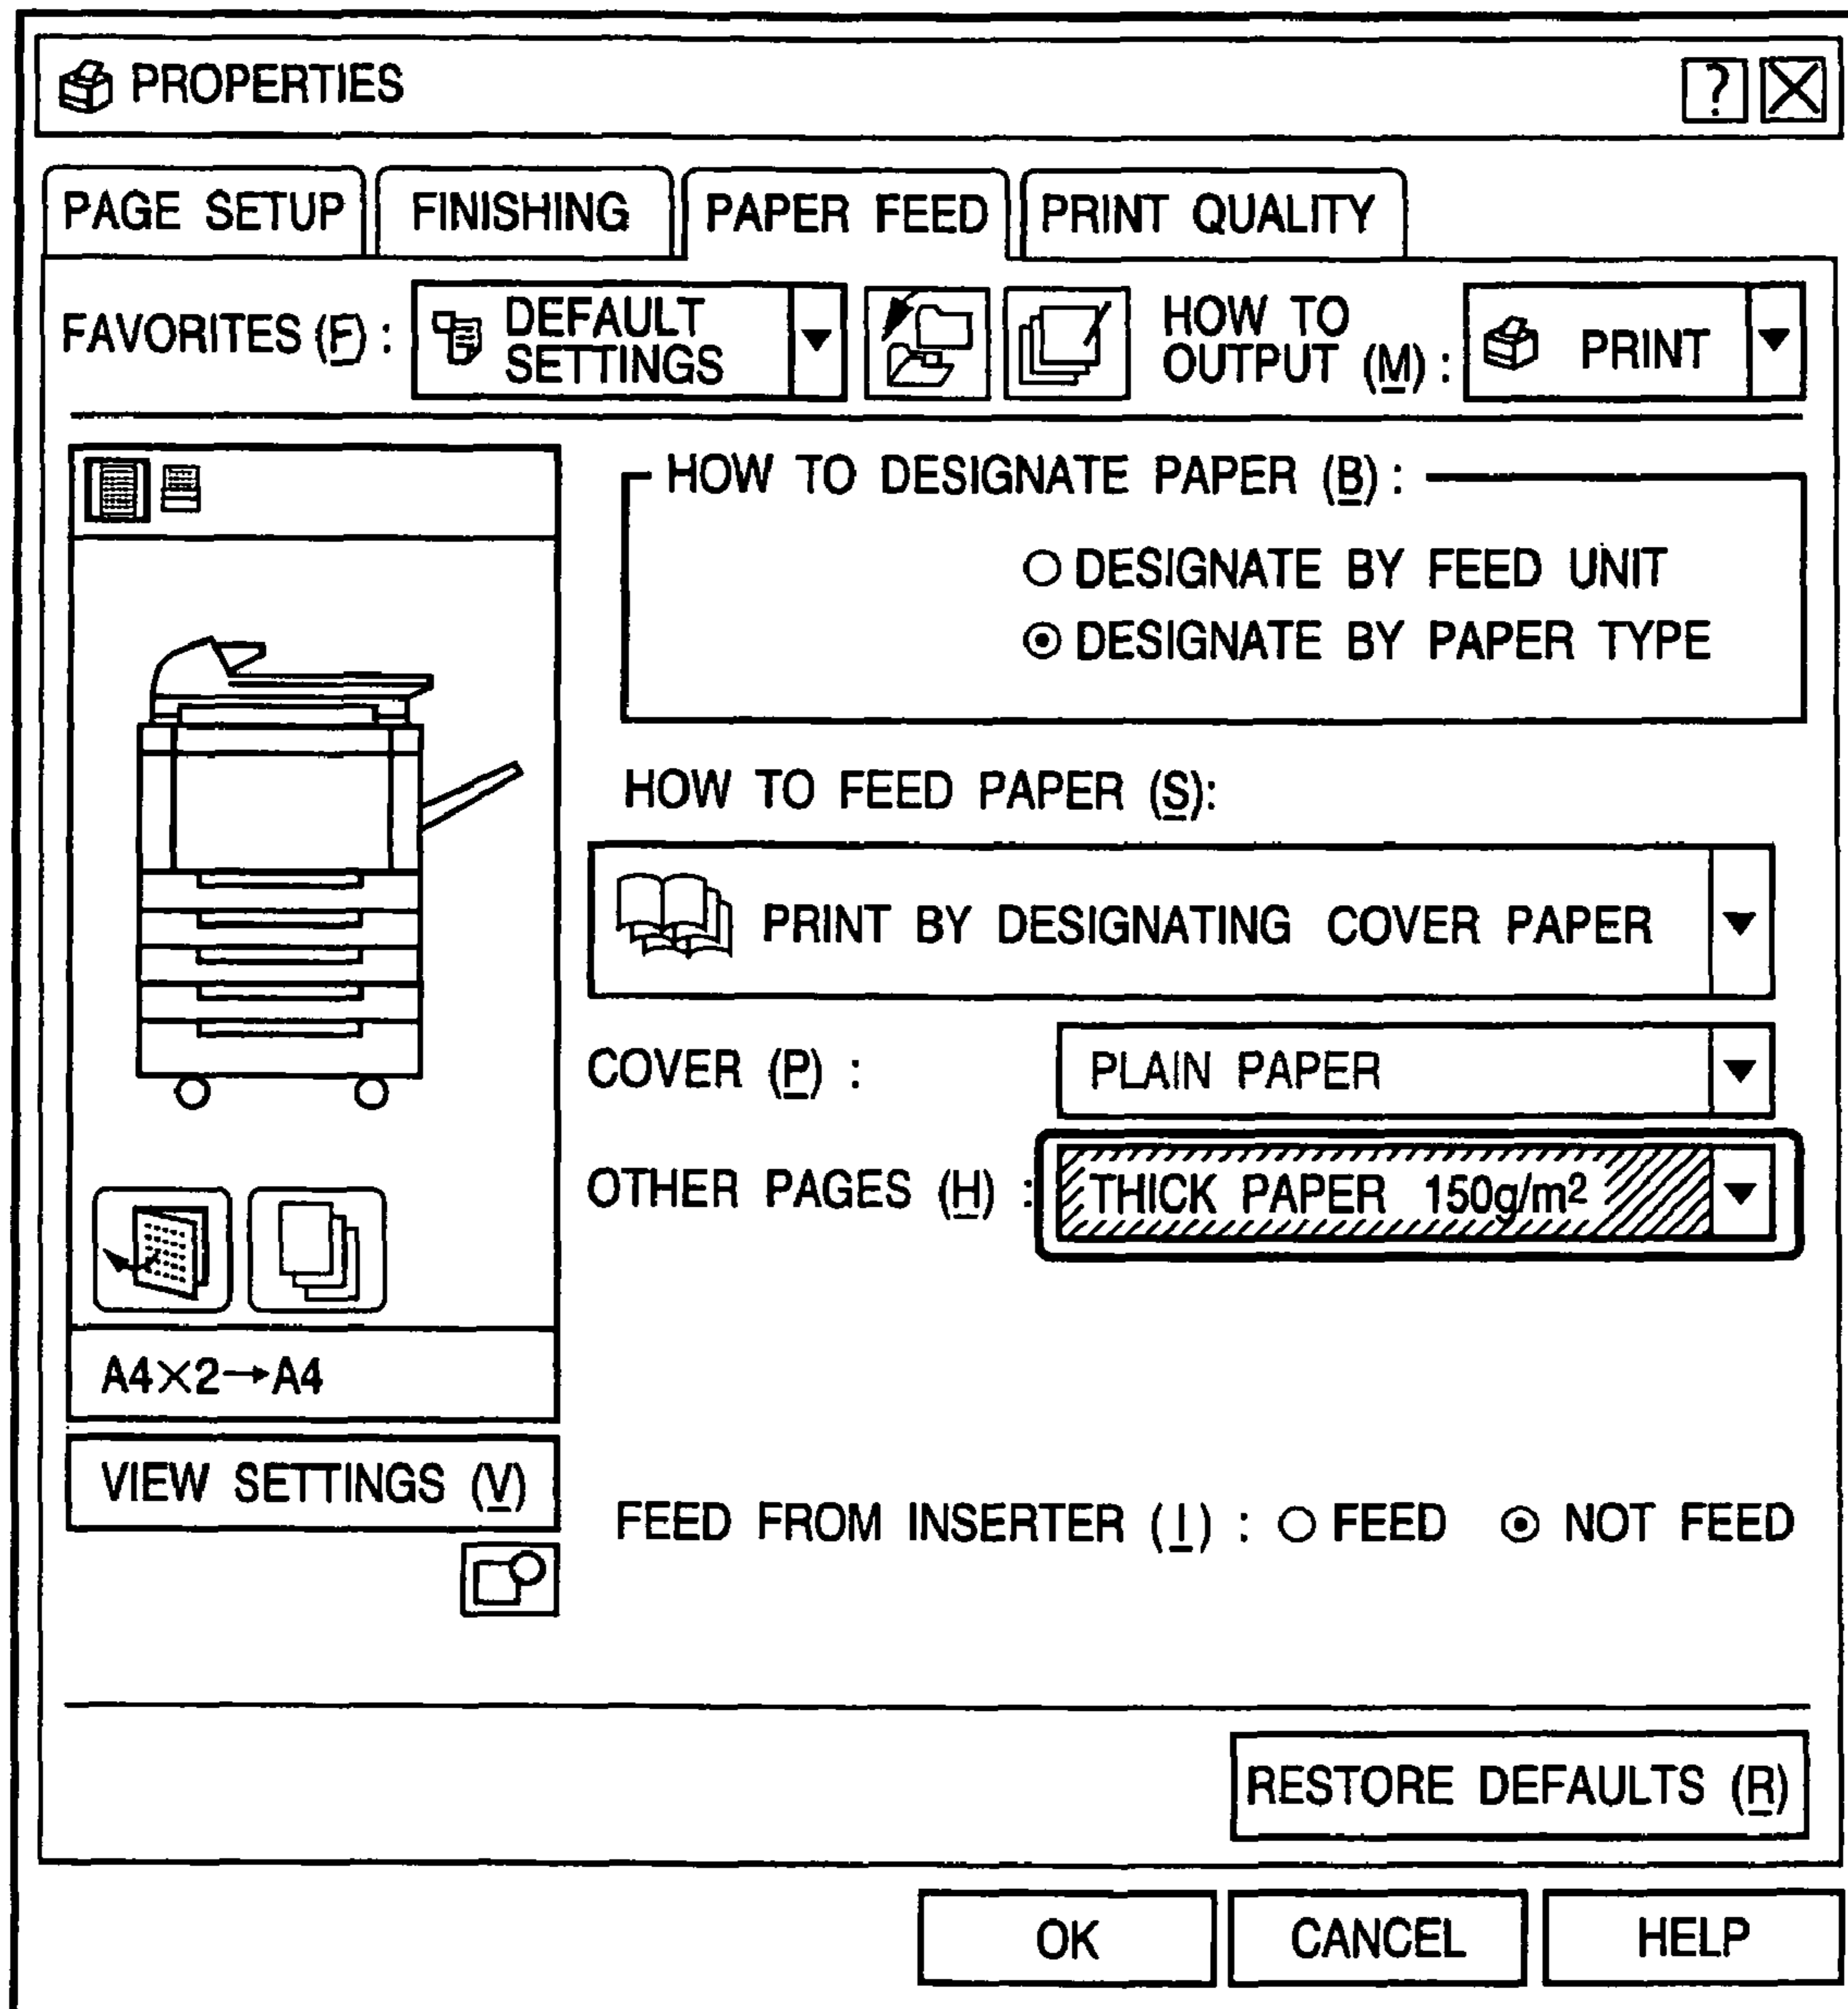 PROPERTIES
?
PAGE SETUP
FINISHING
PAPER FEED
PRINT QUALITY
FAVORITES (F) :
DEFAULT
SETTINGS
HOW TO
OUTPUT (M) :
PRINT
HOW TO DESIGNATE PAPER (B) :
DESIGNATE BY FEED UNIT
DESIGNATE BY PAPER TYPE
HOW TO FEED PAPER (S):
PRINT BY DESIGNATING COVER PAPER
COVER (P) :
PLAIN PAPER
OTHER PAGES (H) :
THICK PAPER 150g/m²
A4×2→A4
VIEW SETTINGS (V)
FEED FROM INSERTER (I) :
FEED
NOT FEED
RESTORE DEFAULTS (R)
OK
CANCEL
HELP